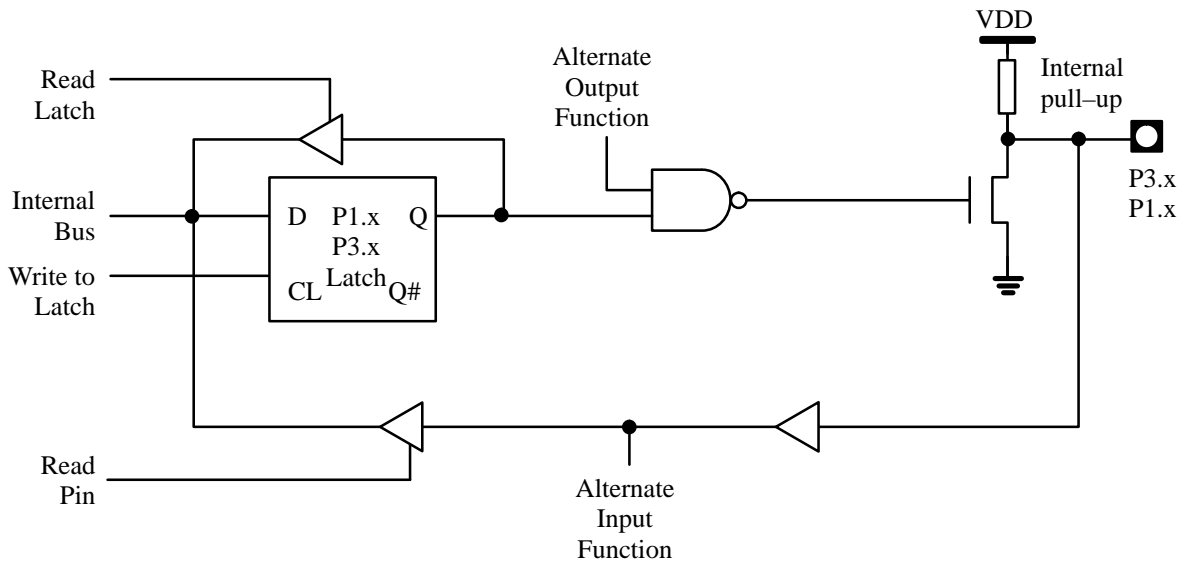 VDD
Internal
pull–up
Alternate
Output
Function
Read
Latch
P3.x
P1.x
Internal
Bus
D
P1.x
Q
P3.x
Latch
CL
Q#
Write to
Latch
Read
Pin
Alternate
Input
Function